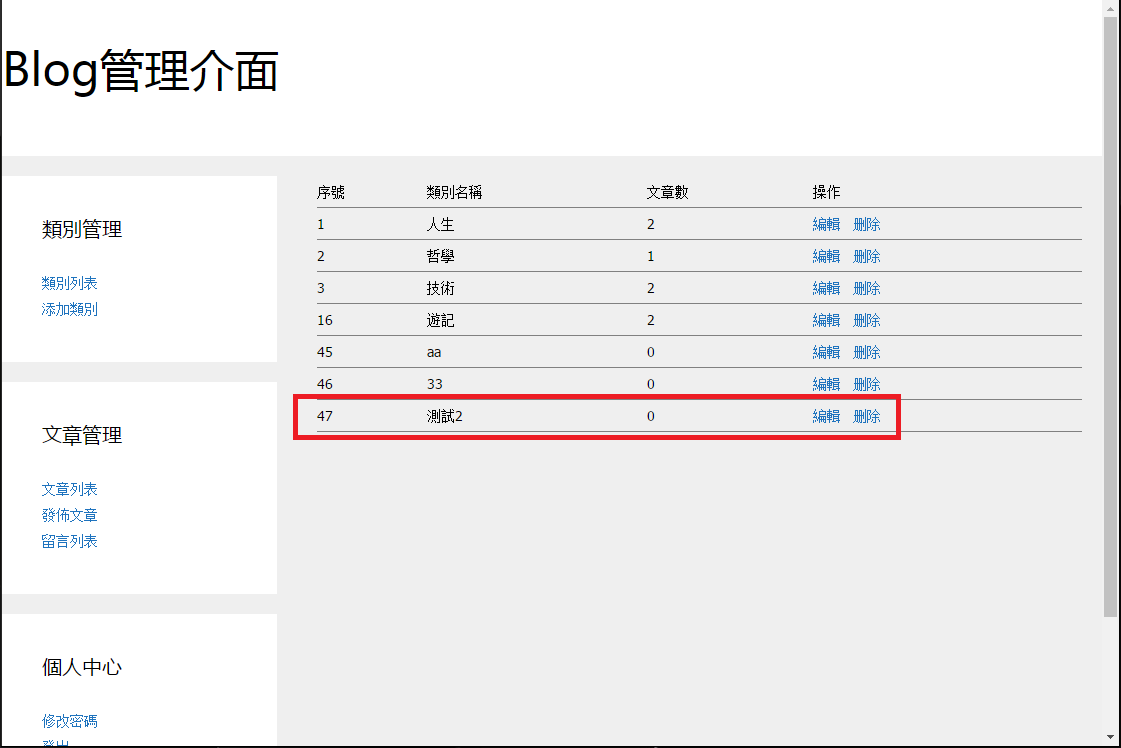 Blog管理介面
類別管理
類別列表
添加類別
文章管理
文章列表
發佈文章
留言列表
個人中心
修改密碼
序號 類別名稱 文章數 操作
1 人生 2 編輯 刪除
2 哲學 1 編輯 刪除
3 技術 2 編輯 刪除
16 遊記 2 編輯 刪除
45 aa 0 編輯 刪除
46 33 0 編輯 刪除
47 測試2 0 編輯 刪除